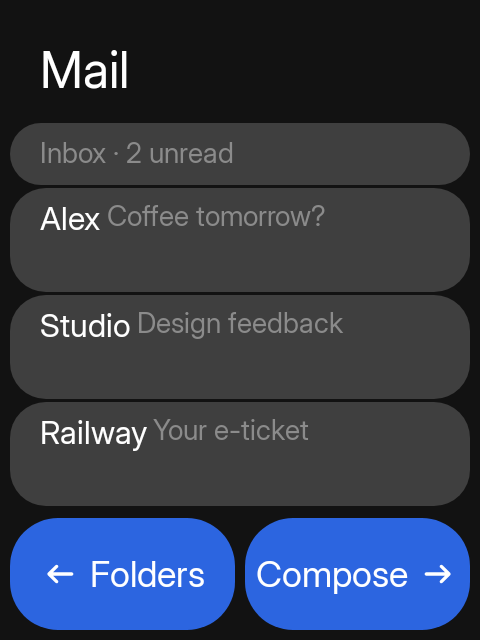 Mail
Inbox · 2 unread
Alex Coffee tomorrow?
Studio Design feedback
Railway Your e-ticket
← Folders
Compose →